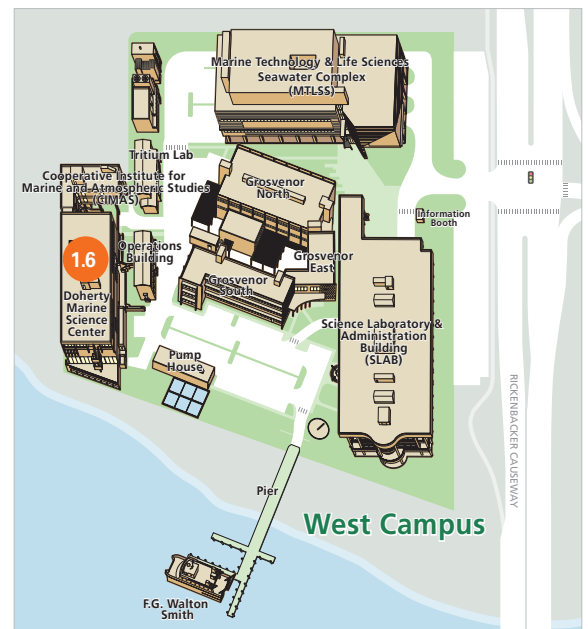 Marine Technology & Life Sciences
Seawater Complex
(MTLSS)
Tritium Lab
Cooperative Institute for
Marine and Atmospheric Studies
(CIMAS)
Grosvenor
North
Information
Booth
Operations
Building
1.6
Grosvenor
East
Grosvenor
South
Doherty
Marine
Science
Center
Science Laboratory &
Administration
Building
(SLAB)
Pump
House
RICKENBACKER CAUSEWAY
Pier
West Campus
F.G. Walton
Smith